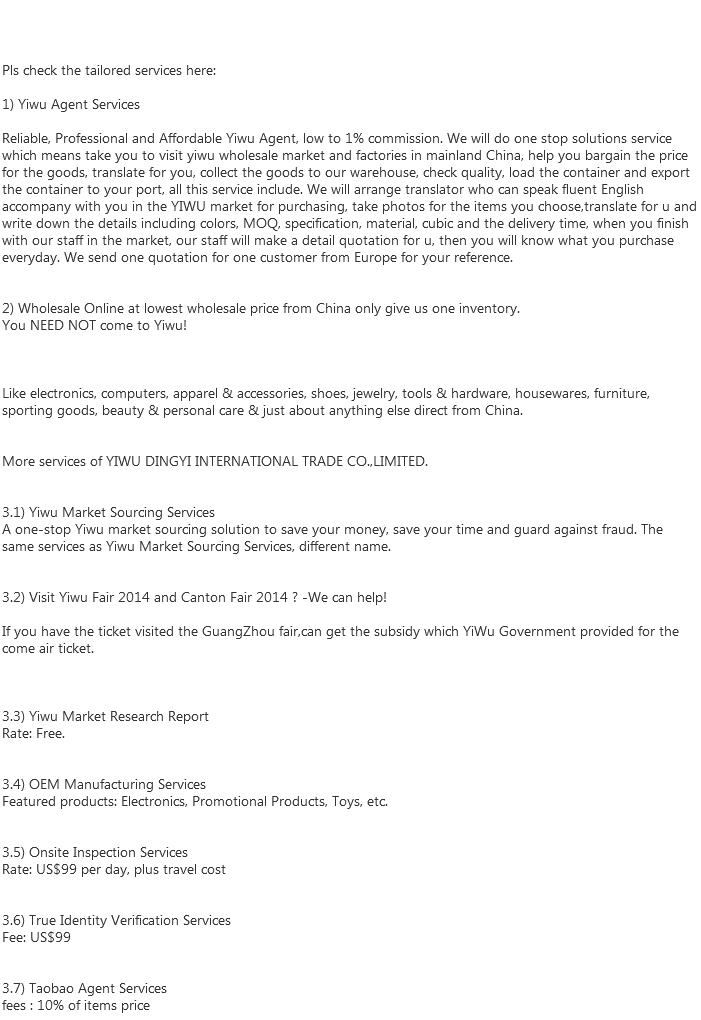 Pls check the tailored services here:
1) Yiwu Agent Services
Reliable, Professional and Affordable Yiwu Agent, low to 1% commission. We will do one stop solutions service
which means take you to visit yiwu wholesale market and factories in mainland China, help you bargain the price
for the goods, translate for you, collect the goods to our warehouse, check quality, load the container and export
the container to your port, all this service include. We will arrange translator who can speak fluent English
accompany with you in the YIWU market for purchasing, take photos for the items you choose,translate for u and
write down the details including colors, MOQ, specification, material, cubic and the delivery time, when you finish
with our staff in the market, our staff will make a detail quotation for u, then you will know what you purchase
everyday. We send one quotation for one customer from Europe for your reference.
2) Wholesale Online at lowest wholesale price from China only give us one inventory.
You NEED NOT come to Yiwu!
Like electronics, computers, apparel & accessories, shoes, jewelry, tools & hardware, housewares, furniture,
sporting goods, beauty & personal care & just about anything else direct from China.
More services of YIWU DINGYI INTERNATIONAL TRADE CO.,LIMITED.
3.1) Yiwu Market Sourcing Services
A one-stop Yiwu market sourcing solution to save your money, save your time and guard against fraud. The
same services as Yiwu Market Sourcing Services, different name.
3.2) Visit Yiwu Fair 2014 and Canton Fair 2014 ? -We can help!
If you have the ticket visited the GuangZhou fair,can get the subsidy which YiWu Government provided for the
come air ticket.
3.3) Yiwu Market Research Report
Rate: Free.
3.4) OEM Manufacturing Services
Featured products: Electronics, Promotional Products, Toys, etc.
3.5) Onsite Inspection Services
Rate: US$99 per day, plus travel cost
3.6) True Identity Verification Services
Fee: US$99
3.7) Taobao Agent Services
fees : 10% of items price